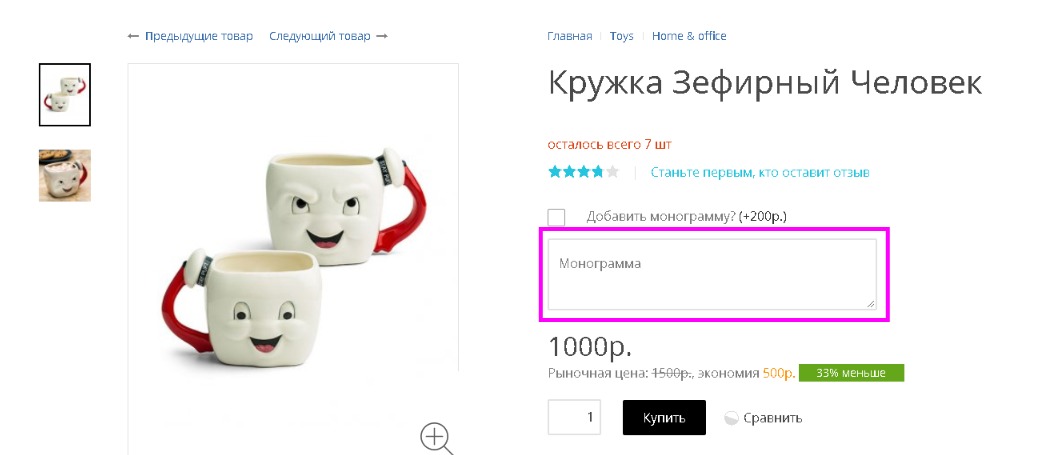 ← Предыдущие товар Следующий товар →
Главная | Toys | Home & office
Кружка Зефирный Человек
осталось всего 7 шт
Станьте первым, кто оставит отзыв
Добавить монограмму? (+200р.)
Монограмма
1000р.
Рыночная цена: 1500р., экономия 500р. 33% меньше
1 Купить Сравнить